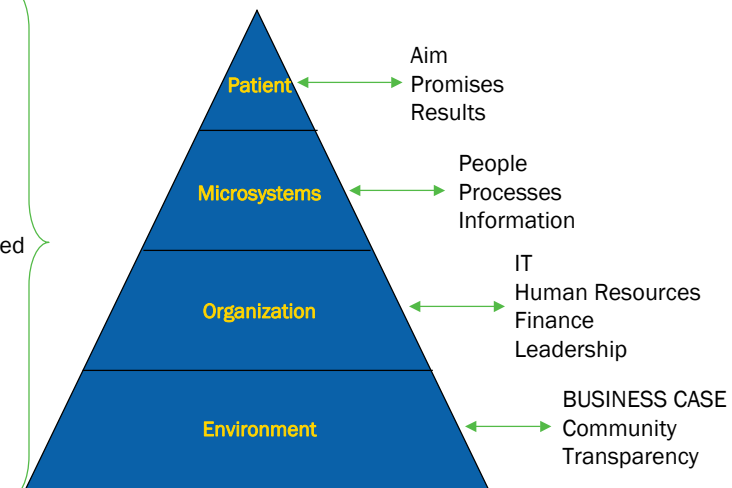 Patient
Aim
Promises
Results
Microsystems
People
Processes
Information
ed
Organization
IT
Human Resources
Finance
Leadership
Environment
BUSINESS CASE
Community
Transparency